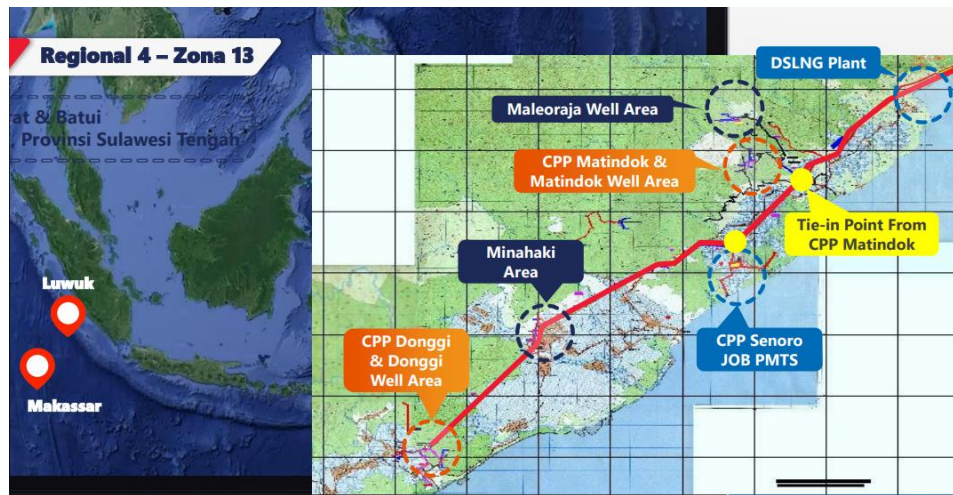 Regional 4 – Zona 13
at & Batui
Provinsi Sulawesi Tengah
DSLNG Plant
Maleoraja Well Area
CPP Matindok &
Matindok Well Area
Tie-in Point From
CPP Matindok
Minahaki
Area
Luwuk
CPP Donggi
& Donggi
Well Area
CPP Senoro
JOB PMTS
Makassar